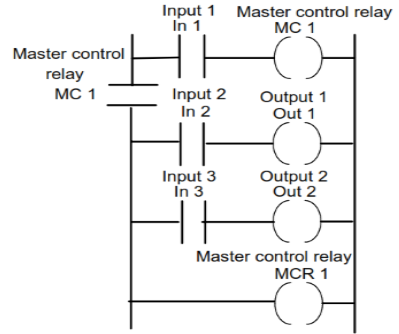 Input 1
In 1
Master control relay
MC 1
Master control
relay
MC 1
Input 2
In 2
Output 1
Out 1
Input 3
In 3
Output 2
Out 2
Master control relay
MCR 1